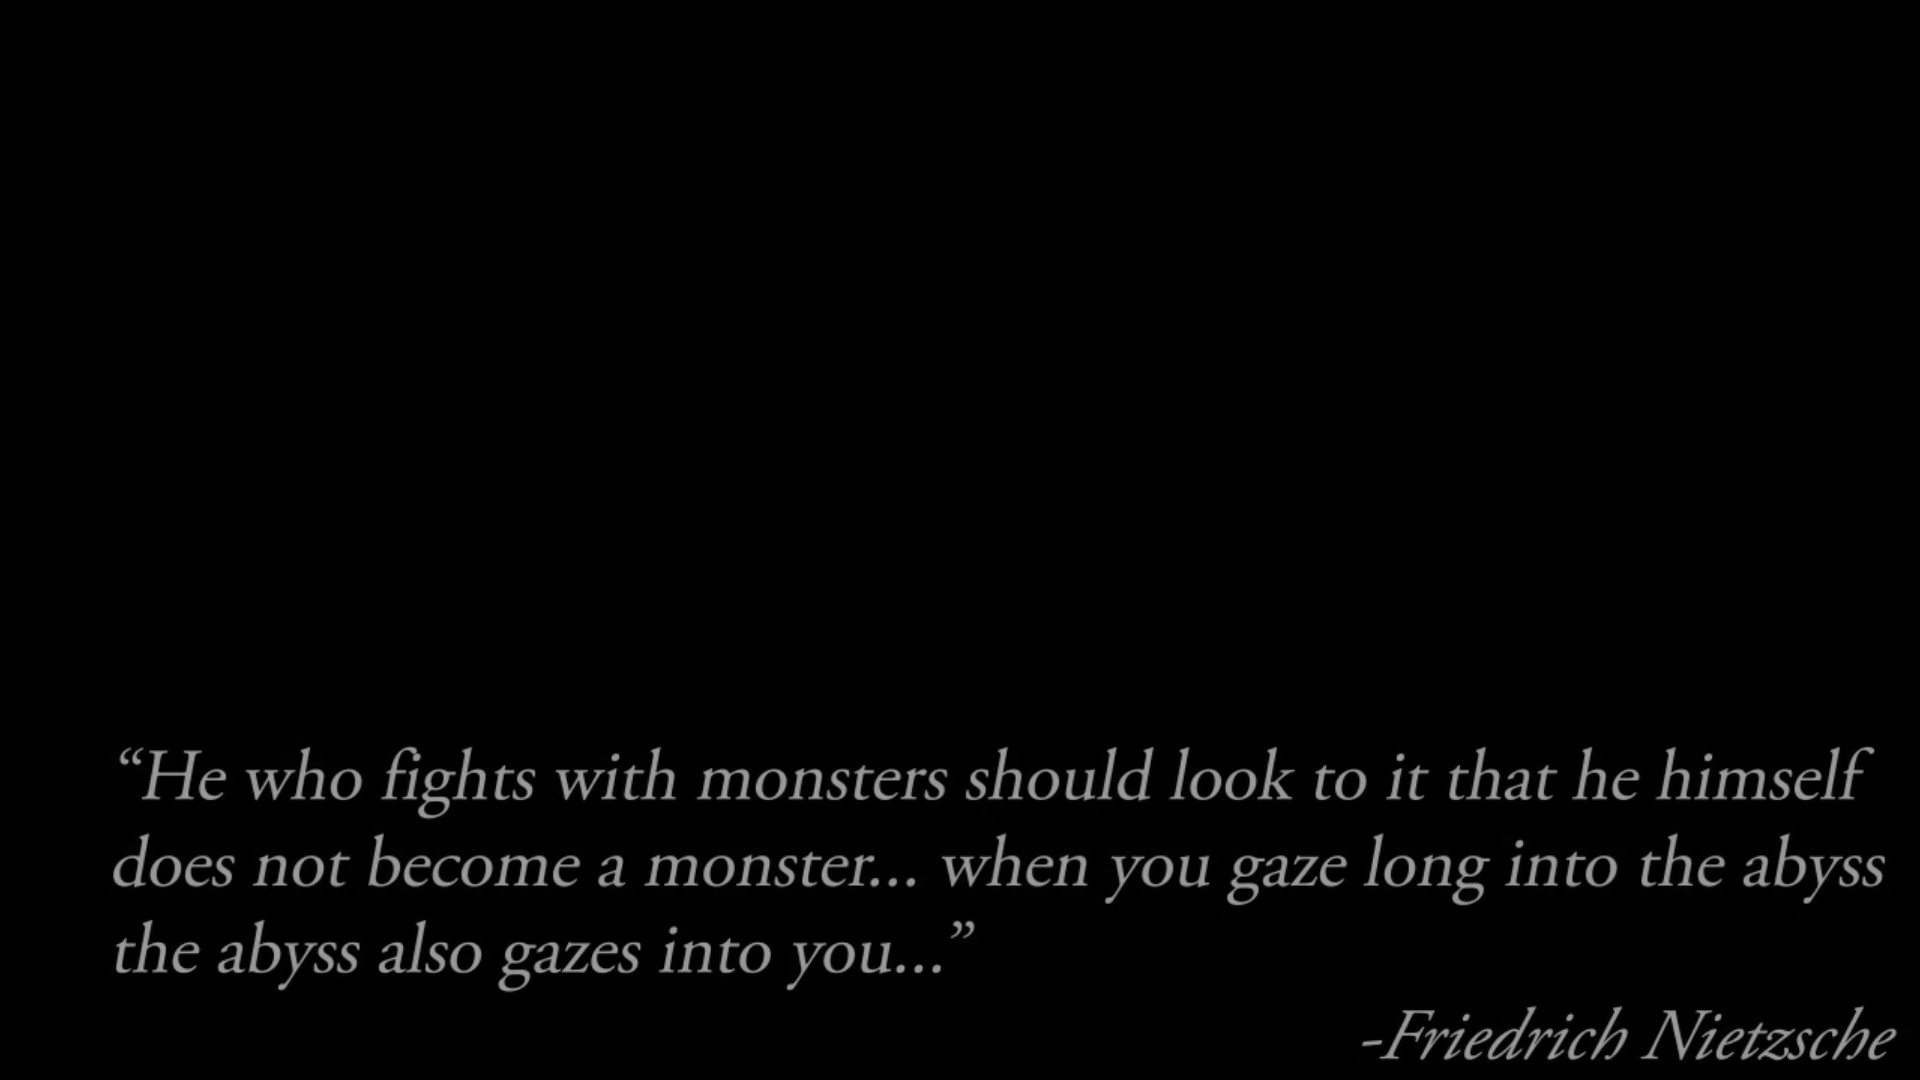 “He who fights with monsters should look to it that he himself
does not become a monster... when you gaze long into the abyss
the abyss also gazes into you...”
-Friedrich Nietzsche